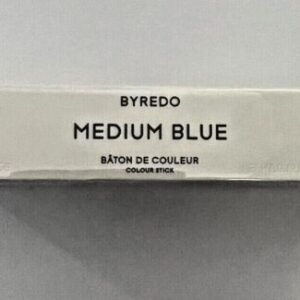 BYREDO
MEDIUM BLUE
BÂTON DE COULEUR
COLOUR STICK